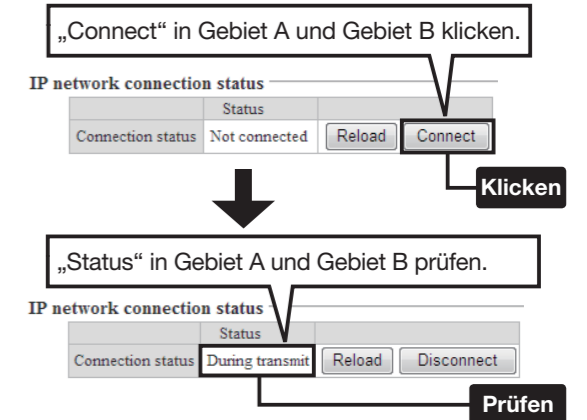 „Connect“ in Gebiet A und Gebiet B klicken.
IP network connection status
Status
Connection status Not connected Reload Connect
Klicken
„Status“ in Gebiet A und Gebiet B prüfen.
IP network connection status
Status
Connection status During transmit Reload Disconnect
Prüfen